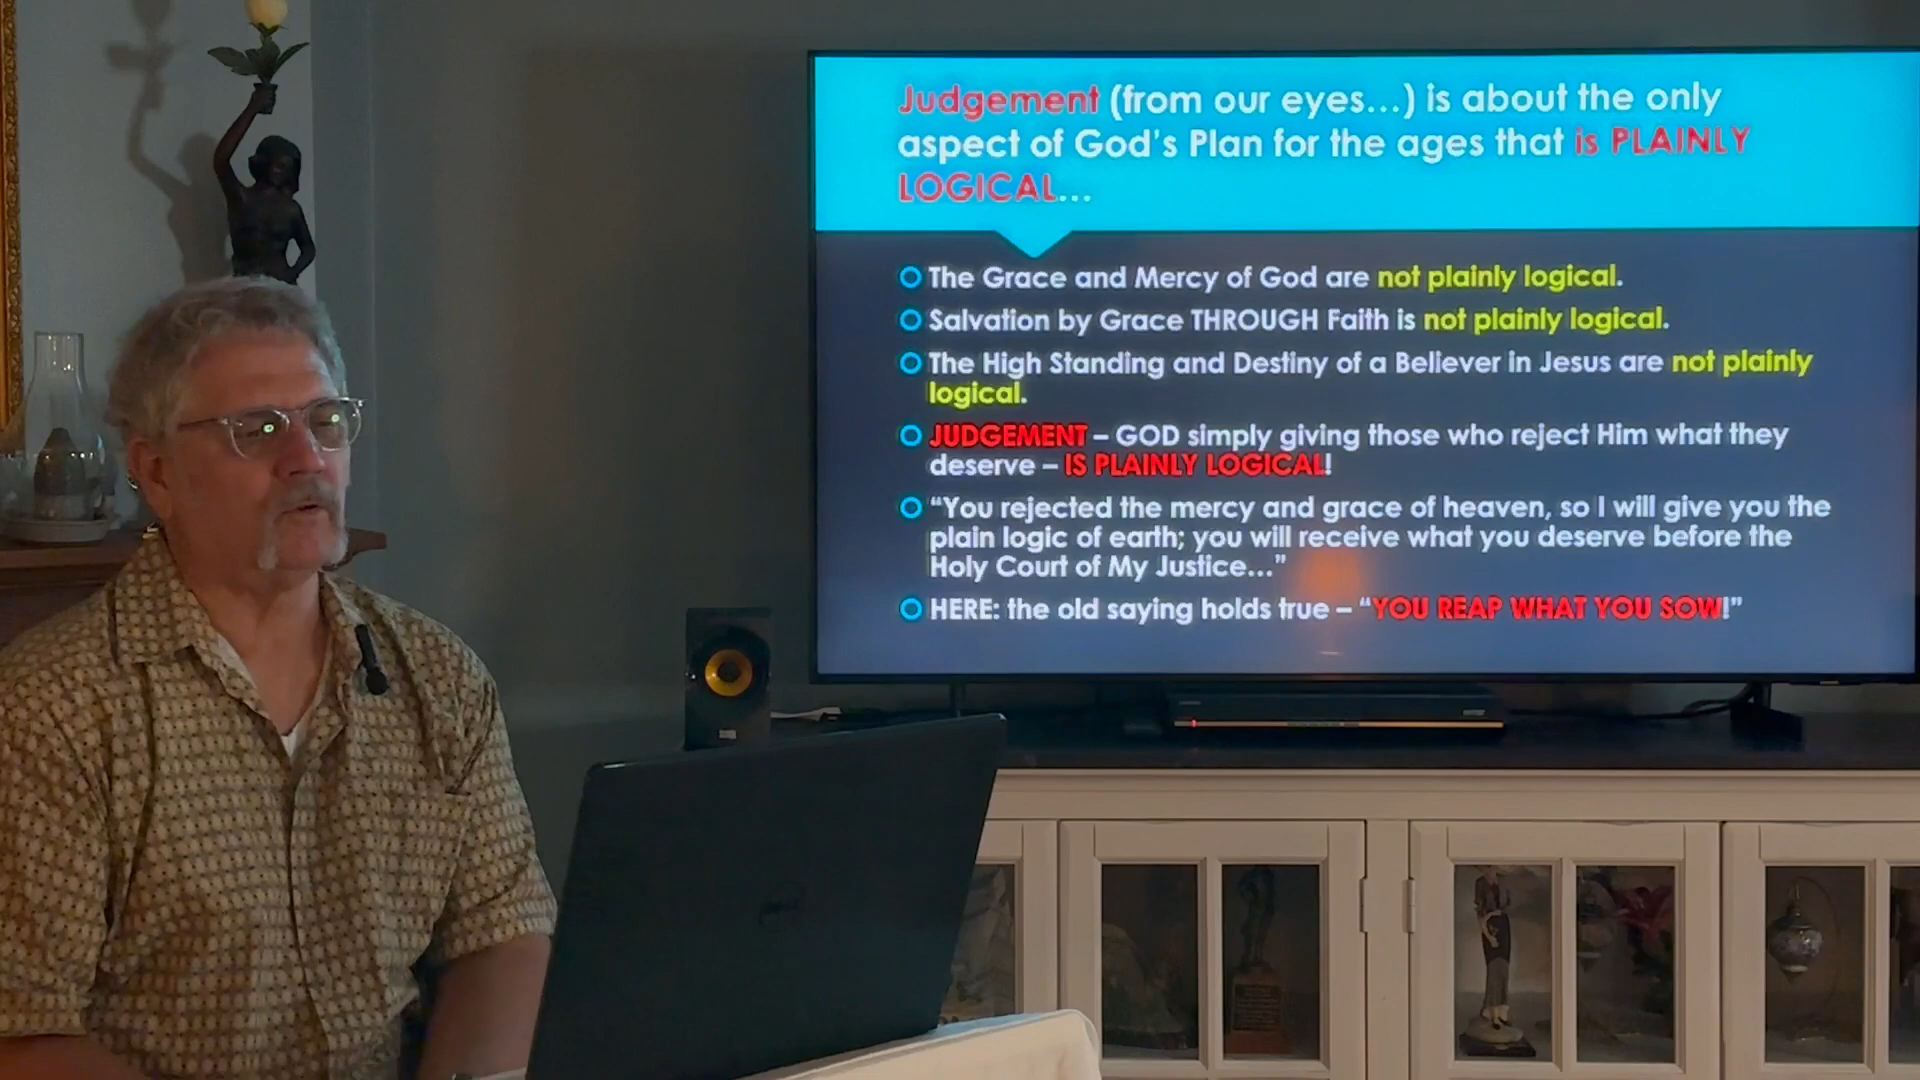 Judgement (from our eyes...) is about the only
aspect of God's Plan for the ages that is PLAINLY
LOGICAL...
The Grace and Mercy of God are not plainly logical.
Salvation by Grace THROUGH Faith is not plainly logical.
The High Standing and Destiny of a Believer in Jesus are not plainly
logical.
JUDGEMENT – GOD simply giving those who reject Him what they
deserve – IS PLAINLY LOGICAL!
“You rejected the mercy and grace of heaven, so I will give you the
plain logic of earth; you will receive what you deserve before the
Holy Court of My Justice...”
HERE: the old saying holds true – “YOU REAP WHAT YOU SOW!”